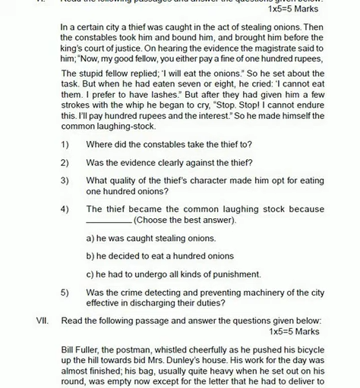 VI. Read the following passages and answer the questions given below:
1x5=5 Marks
In a certain city a thief was caught in the act of stealing onions. Then
the constables took him and bound him, and brought him before the
king's court of justice. On hearing the evidence the magistrate said to
him; "Now, my good fellow, you either pay a fine of one hundred rupees,
The stupid fellow replied; 'I will eat the onions." So he set about the
task. But when he had eaten seven or eight, he cried: 'I cannot eat
them. I prefer to have lashes." But after they had given him a few
strokes with the whip he began to cry, "Stop. Stop! I cannot endure
this. I'll pay hundred rupees and the interest." So he made himself the
common laughing-stock.
1) Where did the constables take the thief to?
2) Was the evidence clearly against the thief?
3) What quality of the thief's character made him opt for eating
one hundred onions?
4) The thief became the common laughing stock because
__________ (Choose the best answer).
a) he was caught stealing onions.
b) he decided to eat a hundred onions
c) he had to undergo all kinds of punishment.
5) Was the crime detecting and preventing machinery of the city
effective in discharging their duties?
VII. Read the following passage and answer the questions given below:
1x5=5 Marks
Bill Fuller, the postman, whistled cheerfully as he pushed his bicycle
up the hill towards bid Mrs. Dunley's house. His work for the day was
almost finished; his bag, usually quite heavy when he set out on his
round, was empty now except for the letter that he had to deliver to